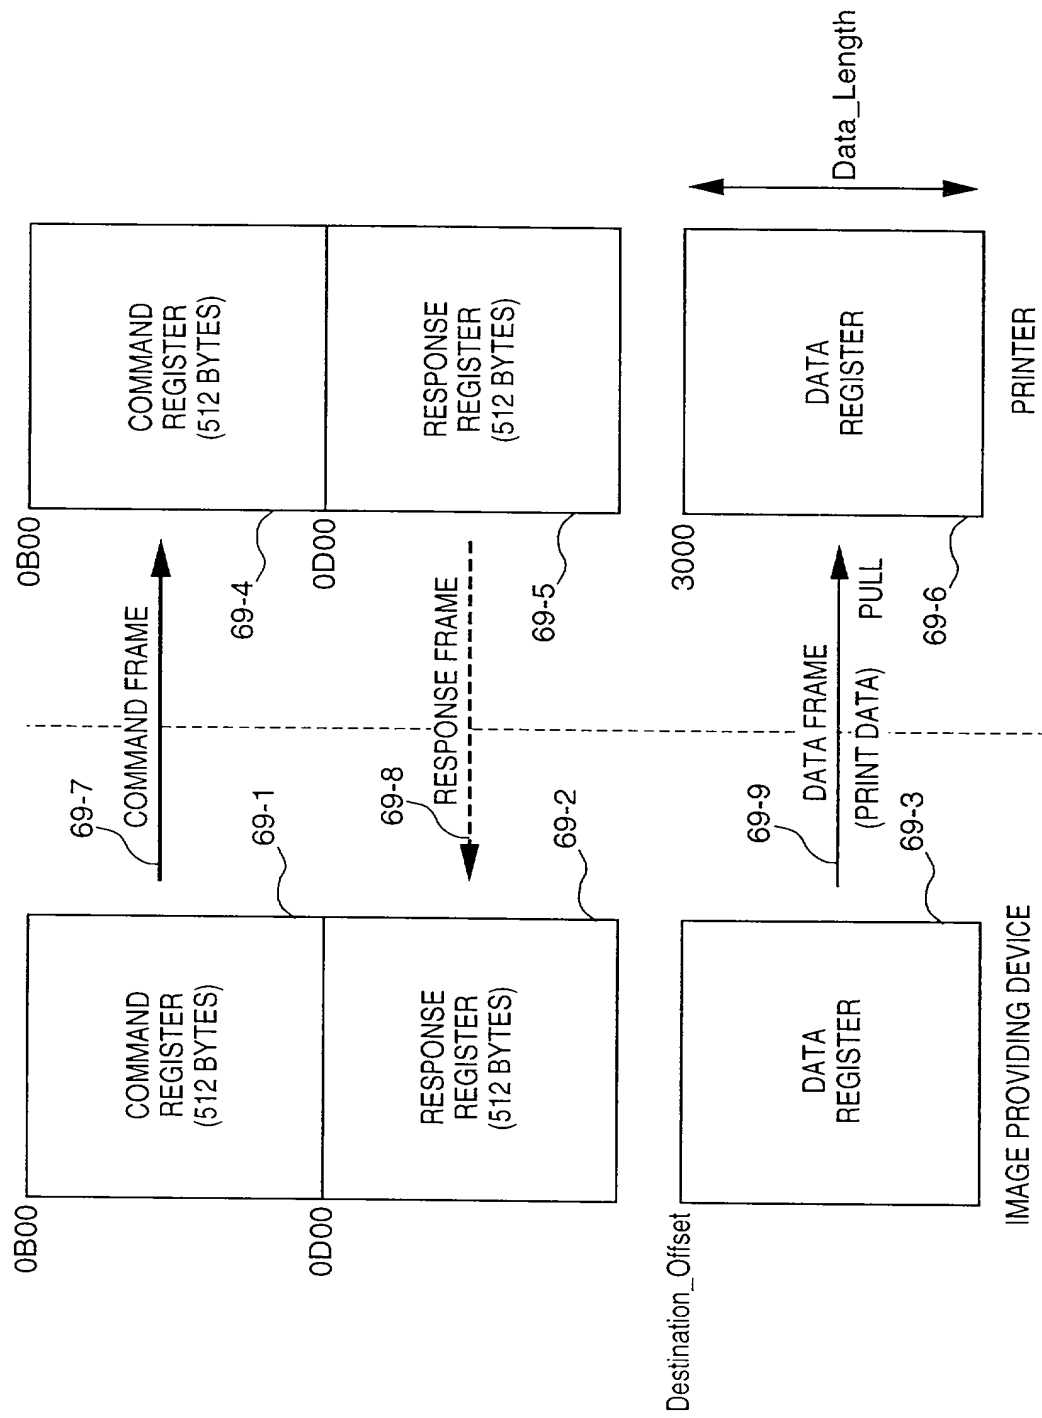 0B00
COMMAND
REGISTER
(512 BYTES)
69-1
0D00
RESPONSE
REGISTER
(512 BYTES)
69-2
Destination_Offset
DATA
REGISTER
69-3
IMAGE PROVIDING DEVICE
69-7
COMMAND FRAME
69-8
RESPONSE FRAME
69-9
DATA FRAME
(PRINT DATA)
PULL
0B00
COMMAND
REGISTER
(512 BYTES)
69-4
0D00
RESPONSE
REGISTER
(512 BYTES)
69-5
3000
DATA
REGISTER
69-6
Data_Length
PRINTER